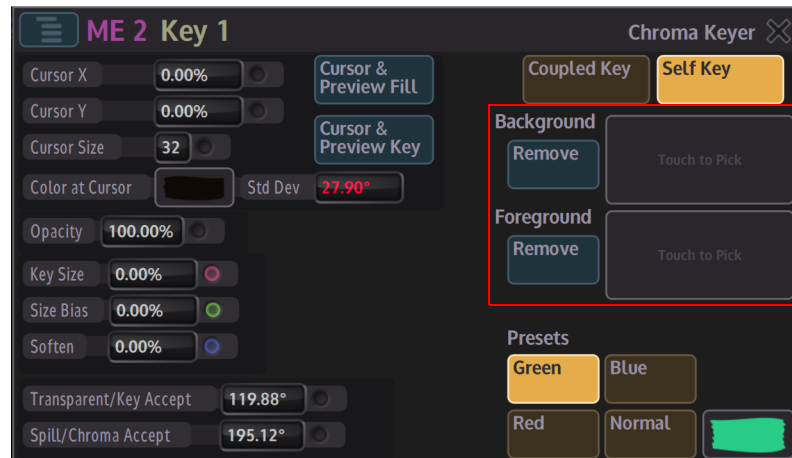 ME 2 Key 1
Chroma Keyer
Cursor X 0.00%
Cursor &
Preview Fill
Coupled Key
Self Key
Cursor Y 0.00%
Cursor &
Preview Key
Background
Cursor Size 32
Remove
Touch to Pick
Color at Cursor
Std Dev 27.90°
Foreground
Opacity 100.00%
Remove
Touch to Pick
Key Size 0.00%
Size Bias 0.00%
Soften 0.00%
Presets
Green
Blue
Transparent/Key Accept 119.88°
Red
Normal
Spill/Chroma Accept 195.12°